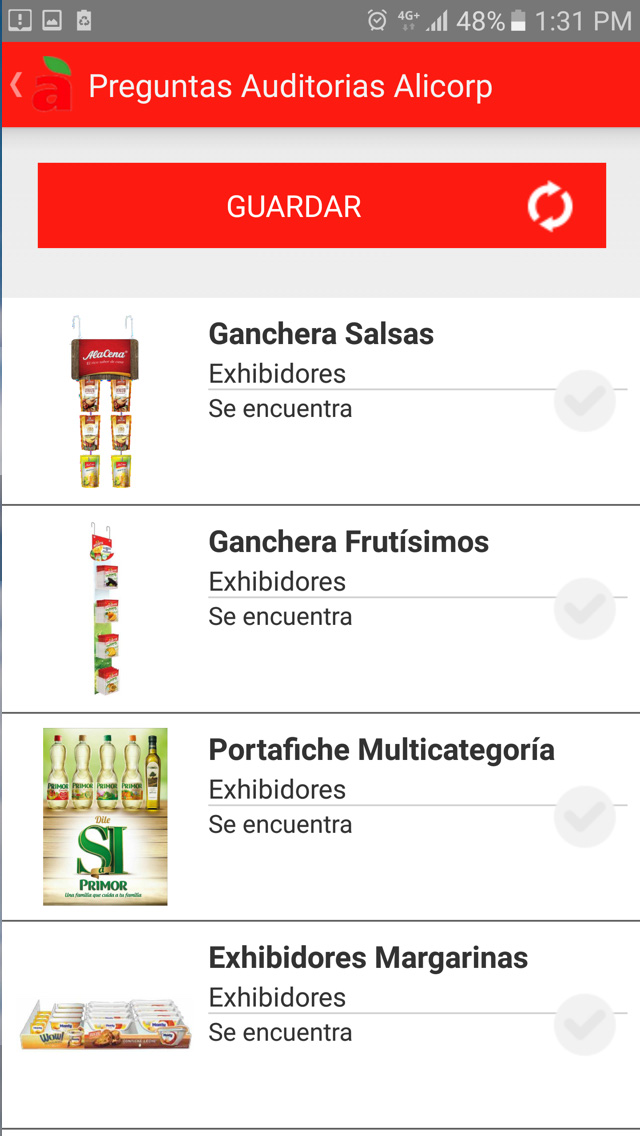 4G+ 48% 1:31 PM
a Preguntas Auditorias Alicorp
GUARDAR
Ganchera Salsas
Exhibidores
Se encuentra
AlaCena
Ganchera Frutísimos
Exhibidores
Se encuentra
Portafiche Multicategoría
Exhibidores
Se encuentra
PRIMOR PRIMOR PRIMOR PRIMOR
Dile
SI
PRIMOR
Una familia que cuida a tu familia
Exhibidores Margarinas
Exhibidores
Se encuentra
WOW!